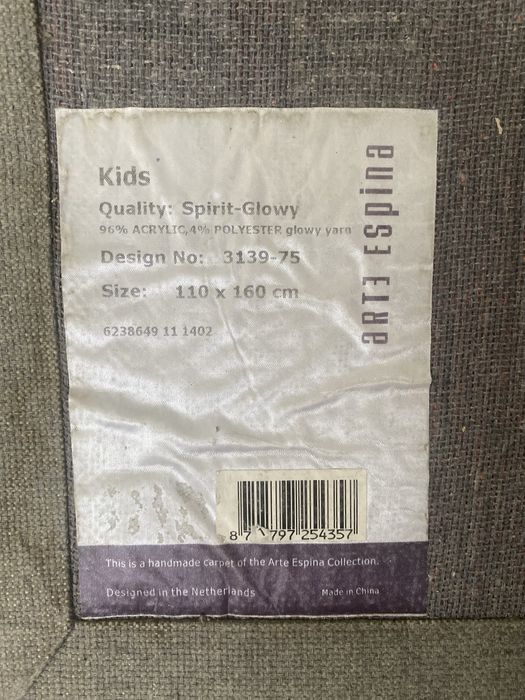 Kids
Quality: Spirit-Glowy
96% ACRYLIC,4% POLYESTER glowy yarn
Design No: 3139-75
Size: 110 x 160 cm
6238649 11 1402
ARTE ESpina
8 797 254357
This is a handmade carpet of the Arte Espina Collection.
Designed in the Netherlands
Made in China